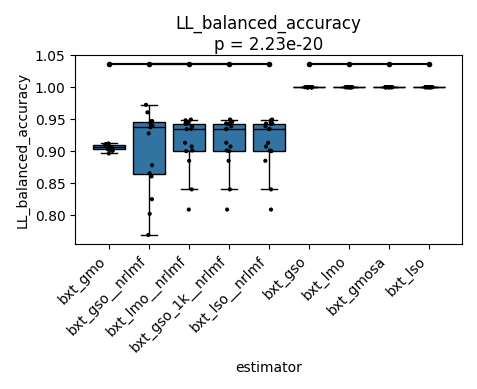 LL_balanced_accuracy
p = 2.23e-20
LL_balanced_accuracy
1.05
1.00
0.95
0.90
0.85
0.80
bxt_gmo
bxt_gso__nrlmf
bxt_lmo__nrlmf
bxt_gso_1k__nrlmf
bxt_lso__nrlmf
bxt_gso
bxt_lmo
bxt_gmosa
bxt_lso
estimator